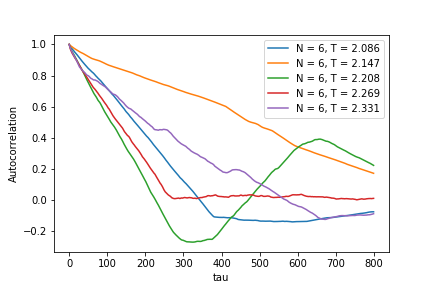 1.0
0.8
0.6
0.4
0.2
0.0
−0.2
Autocorrelation
N = 6, T = 2.086
N = 6, T = 2.147
N = 6, T = 2.208
N = 6, T = 2.269
N = 6, T = 2.331
0 100 200 300 400 500 600 700 800
tau